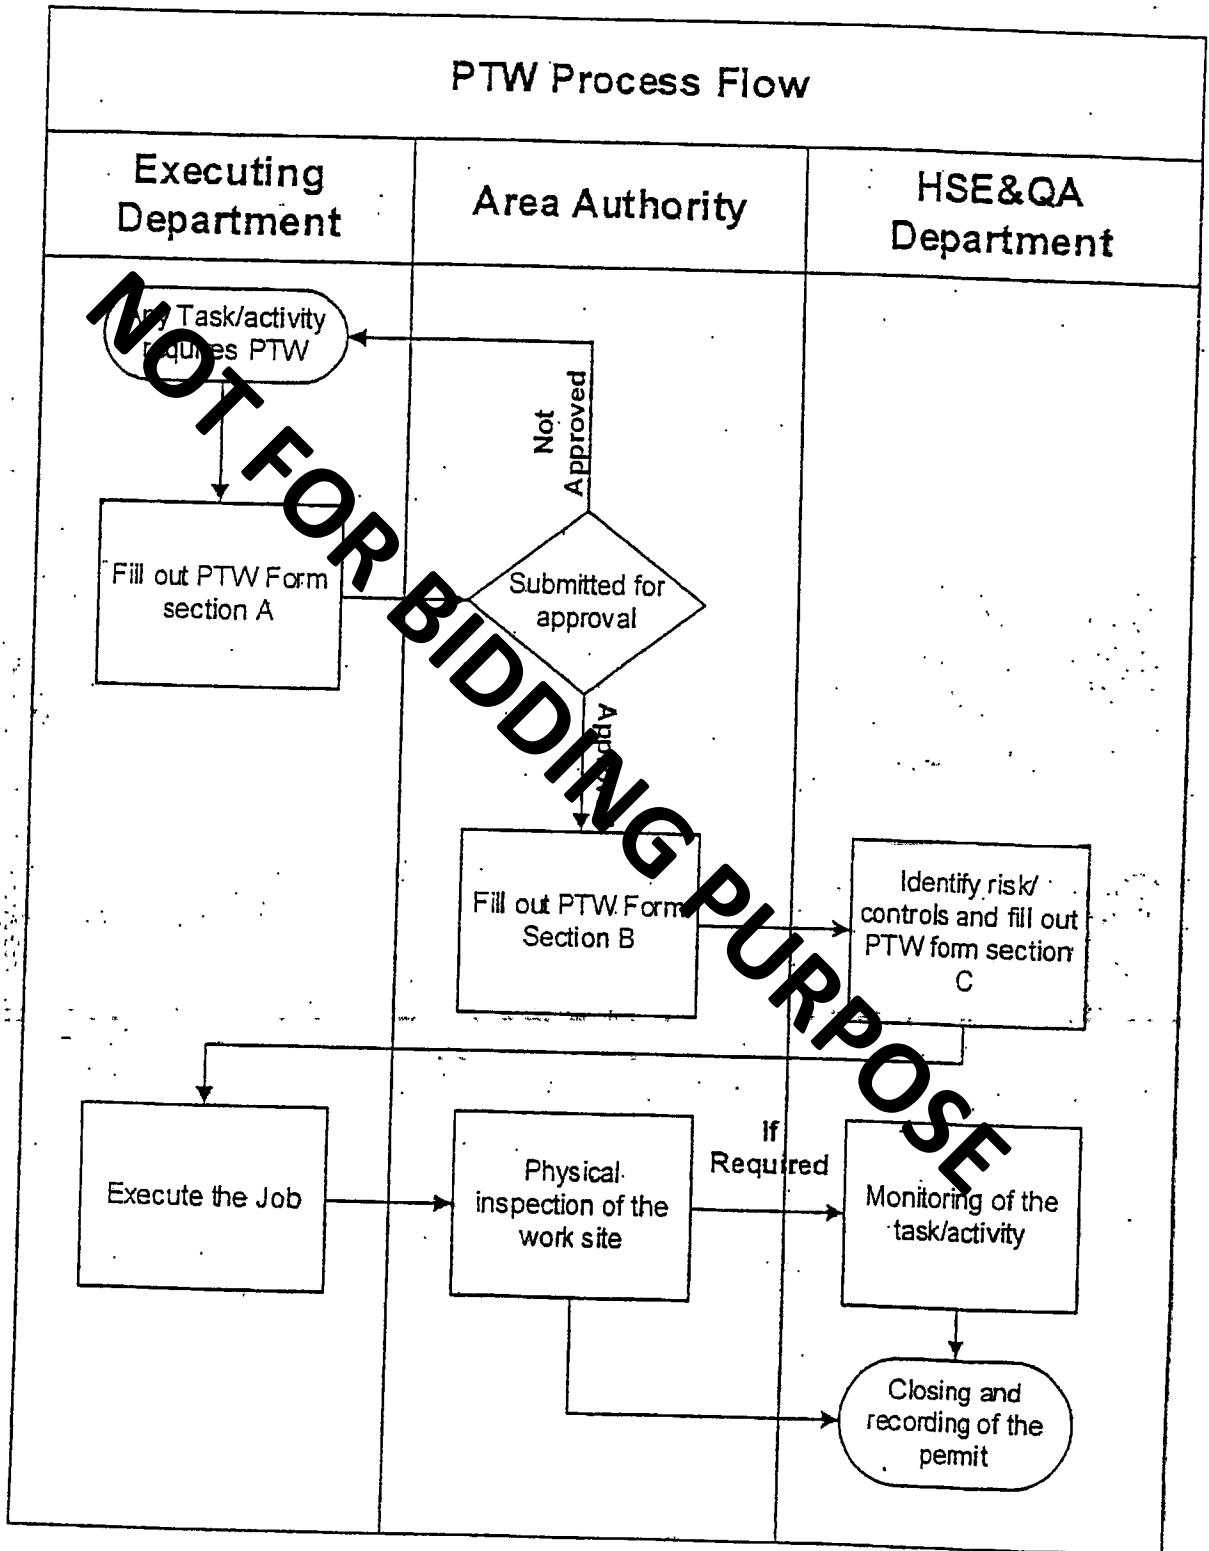 PTW Process Flow
Executing
Department
Area Authority
HSE&QA
Department
Any Task/activity
requires PTW
Not
Approved
Fill out PTW Form
section A
Submitted for
approval
Fill out PTW Form
Section B
Identify risk/
controls and fill out
PTW form section
C
Execute the Job
Physical
inspection of the
work site
If
Required
Monitoring of the
task/activity
Closing and
recording of the
permit
NOT FOR BIDDING PURPOSE